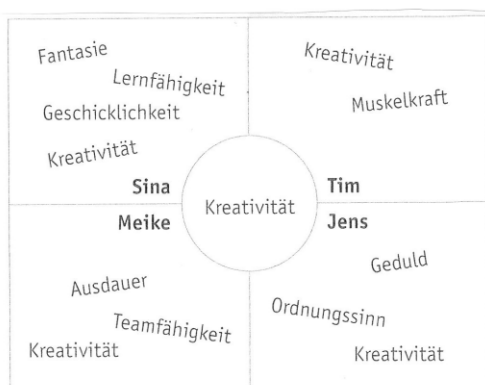 Fantasie
Lernfähigkeit
Geschicklichkeit
Kreativität
Sina
Kreativität
Muskelkraft
Tim
Kreativität
Meike
Ausdauer
Teamfähigkeit
Kreativität
Jens
Geduld
Ordnungssinn
Kreativität